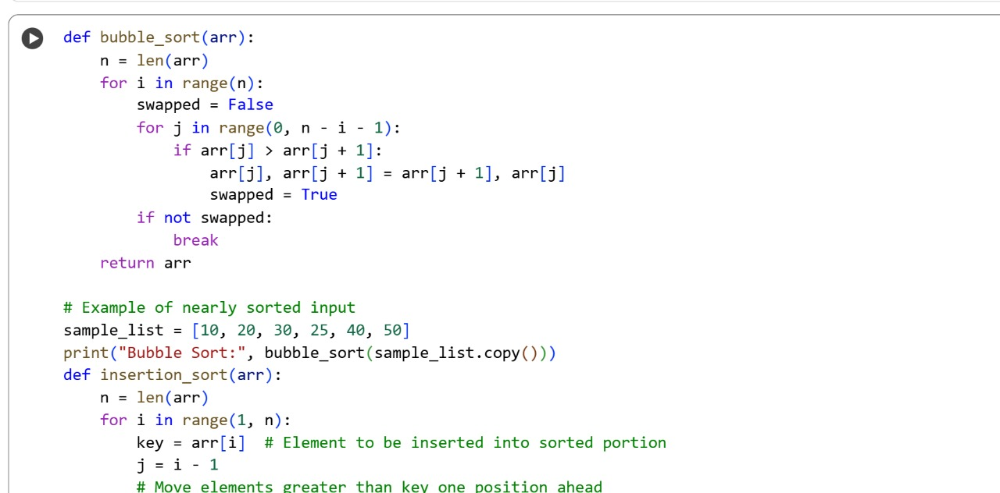 def bubble_sort(arr):
    n = len(arr)
    for i in range(n):
        swapped = False
        for j in range(0, n - i - 1):
            if arr[j] > arr[j + 1]:
                arr[j], arr[j + 1] = arr[j + 1], arr[j]
                swapped = True
        if not swapped:
            break
    return arr

# Example of nearly sorted input
sample_list = [10, 20, 30, 25, 40, 50]
print("Bubble Sort:", bubble_sort(sample_list.copy()))
def insertion_sort(arr):
    n = len(arr)
    for i in range(1, n):
        key = arr[i]  # Element to be inserted into sorted portion
        j = i - 1
        # Move elements greater than key one position ahead